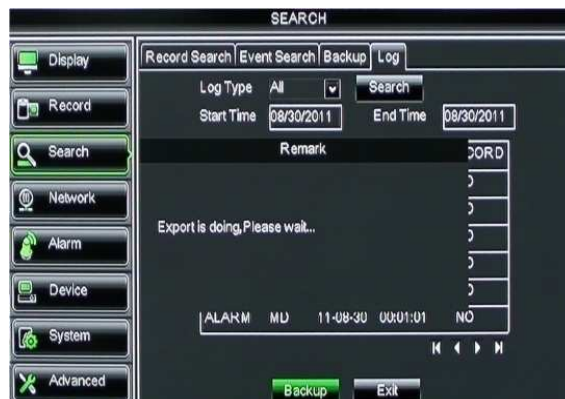 SEARCH
Display
Record
Search
Network
Alarm
Device
System
Advanced
Record Search Event Search Backup Log
Log Type All Search
Start Time 08/30/2011 End Time 08/30/2011
Remark
Export is doing,Please wait...
ALARM MD 11-08-30 00:01:01 NO
Backup Exit